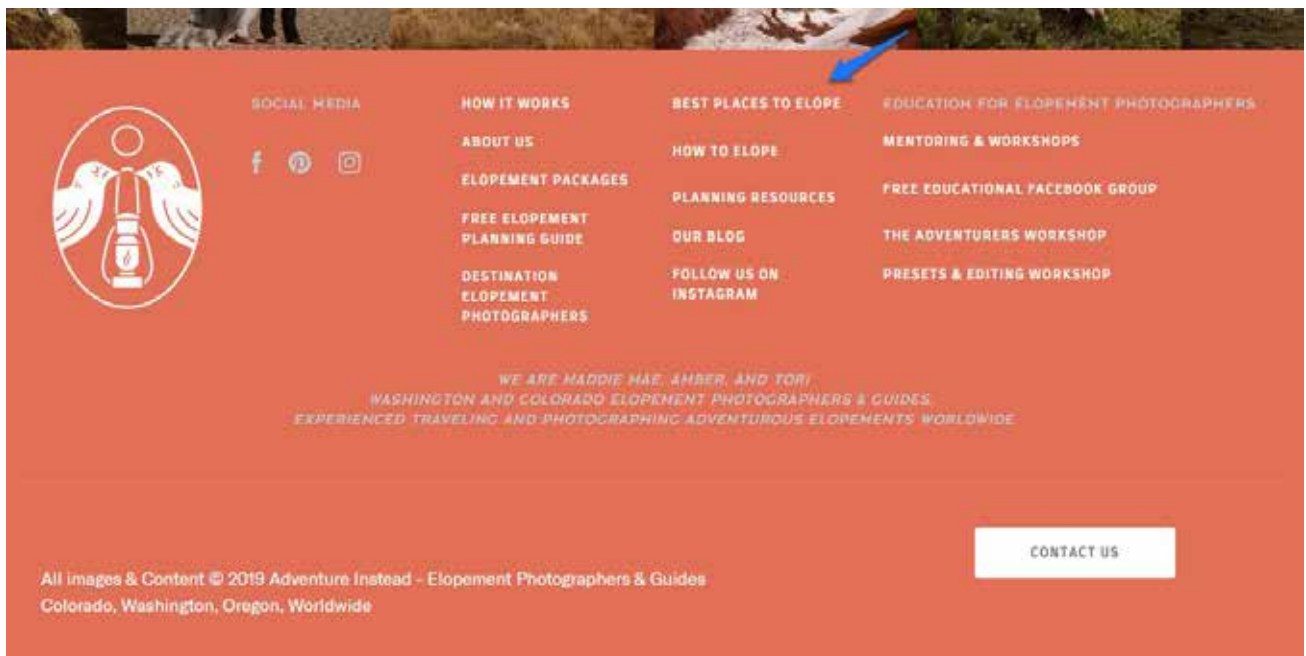 SOCIAL MEDIA
HOW IT WORKS
ABOUT US
ELOPEMENT PACKAGES
FREE ELOPEMENT
PLANNING GUIDE
DESTINATION
ELOPEMENT
PHOTOGRAPHERS
BEST PLACES TO ELOPE
HOW TO ELOPE
PLANNING RESOURCES
OUR BLOG
FOLLOW US ON
INSTAGRAM
EDUCATION FOR ELOPEMENT PHOTOGRAPHERS
MENTORING & WORKSHOPS
FREE EDUCATIONAL FACEBOOK GROUP
THE ADVENTURERS WORKSHOP
PRESETS & EDITING WORKSHOP
WE ARE MADDIE MAE, AMBER, AND TORI
WASHINGTON AND COLORADO ELOPEMENT PHOTOGRAPHERS & GUIDES,
EXPERIENCED TRAVELING AND PHOTOGRAPHING ADVENTUROUS ELOPEMENTS WORLDWIDE
CONTACT US
All images & Content © 2019 Adventure Instead - Elopement Photographers & Guides
Colorado, Washington, Oregon, Worldwide